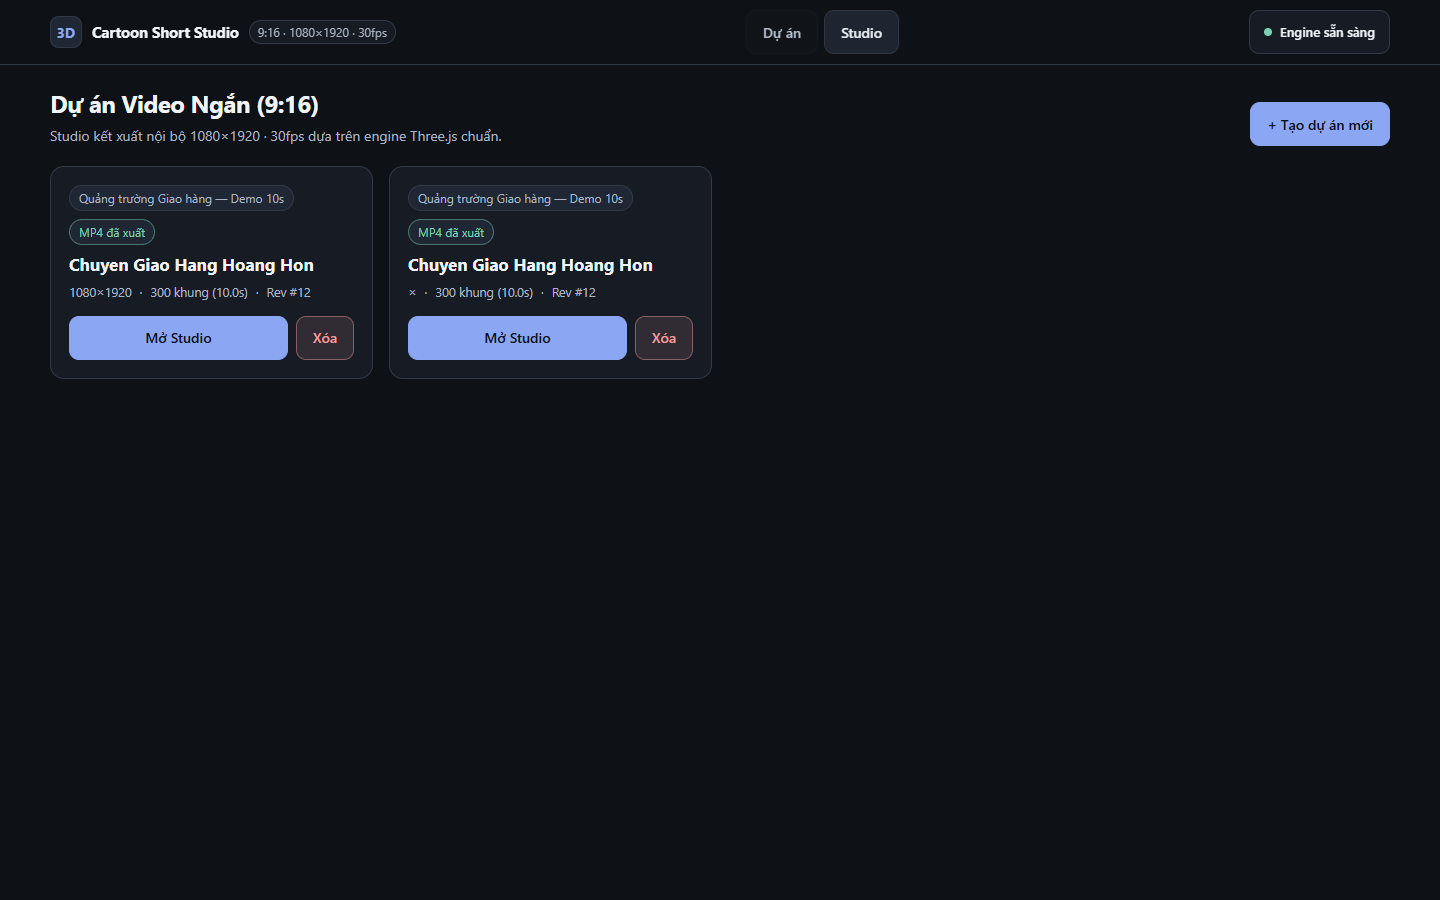 3D Cartoon Short Studio 9:16 · 1080×1920 · 30fps Dự án Studio Engine sẵn sàng
Dự án Video Ngắn (9:16)
Studio kết xuất nội bộ 1080×1920 · 30fps dựa trên engine Three.js chuẩn.
+ Tạo dự án mới
Quảng trường Giao hàng — Demo 10s
MP4 đã xuất
Chuyen Giao Hang Hoang Hon
1080×1920 · 300 khung (10.0s) · Rev #12
Mở Studio Xóa
Quảng trường Giao hàng — Demo 10s
MP4 đã xuất
Chuyen Giao Hang Hoang Hon
× · 300 khung (10.0s) · Rev #12
Mở Studio Xóa